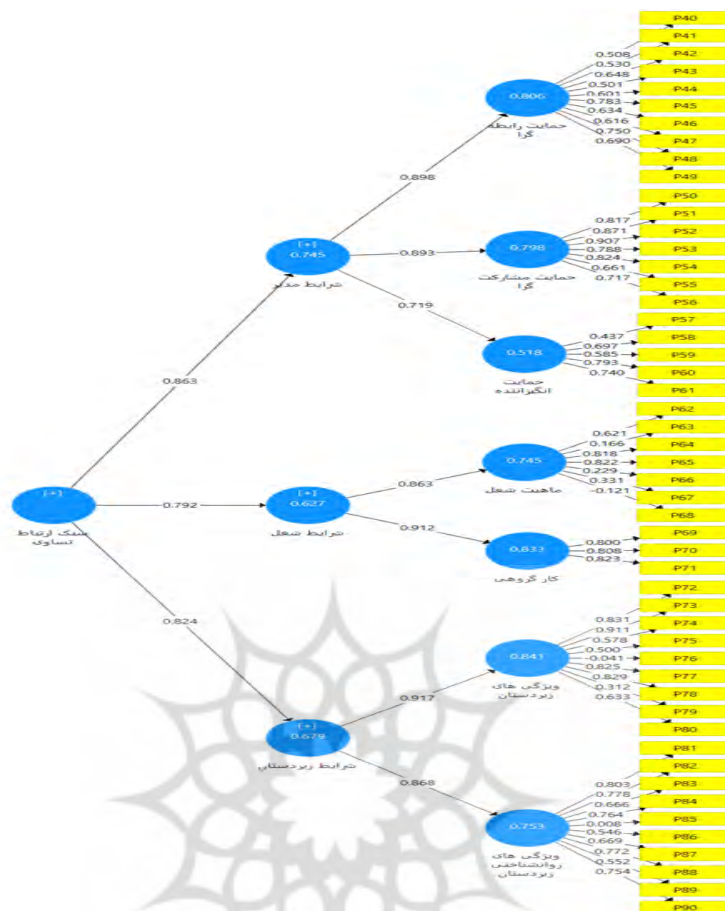 P40
P41
P42
P43
P44
P45
P46
P47
P48
P49
0.508
0.530
0.648
0.501
0.601
0.783
0.634
0.616
0.750
0.690
0.806
حمایت رابطه
گرا
0.898
P50
P51
P52
P53
P54
P55
P56
0.817
0.871
0.907
0.788
0.824
0.661
0.717
0.798
حمایت مشارکت
گرا
0.893
[+]
0.745
شرایط مدیر
0.719
P57
P58
P59
P60
P61
0.437
0.697
0.585
0.793
0.740
0.518
حمایت
انگیزاننده
0.863
P62
P63
P64
P65
P66
P67
P68
0.621
0.166
0.818
0.822
0.229
0.331
-0.121
0.745
ماهیت شغل
0.863
[+]
سبک ارتباط
تساوی
0.792
[+]
0.627
شرایط شغل
0.912
P69
P70
P71
0.800
0.808
0.823
0.832
کار گروهی
0.824
P72
P73
P74
P75
P76
P77
P78
P79
P80
0.831
0.911
0.578
0.500
-0.041
0.825
0.829
0.312
0.633
0.841
ویژگی های
زیردستان
0.917
[+]
0.679
شرایط زیردستان
0.868
P81
P82
P83
P84
P85
P86
P87
P88
P89
P90
0.803
0.778
0.666
0.764
0.008
0.546
0.669
0.772
0.552
0.754
0.753
ویژگی های
روانشناختی
زیردستان